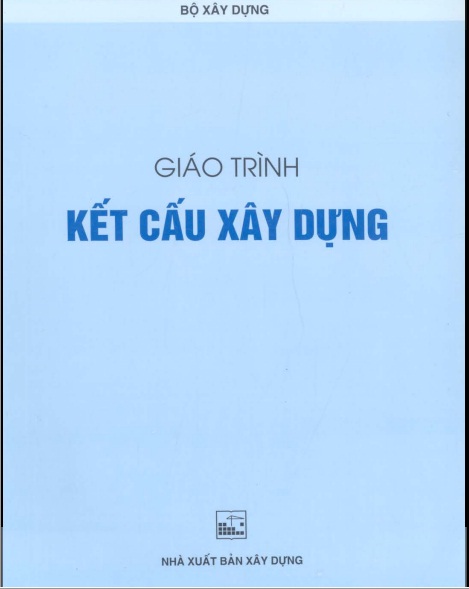 BỘ XÂY DỰNG
GIÁO TRÌNH
KẾT CẤU XÂY DỰNG
NHÀ XUẤT BẢN XÂY DỰNG